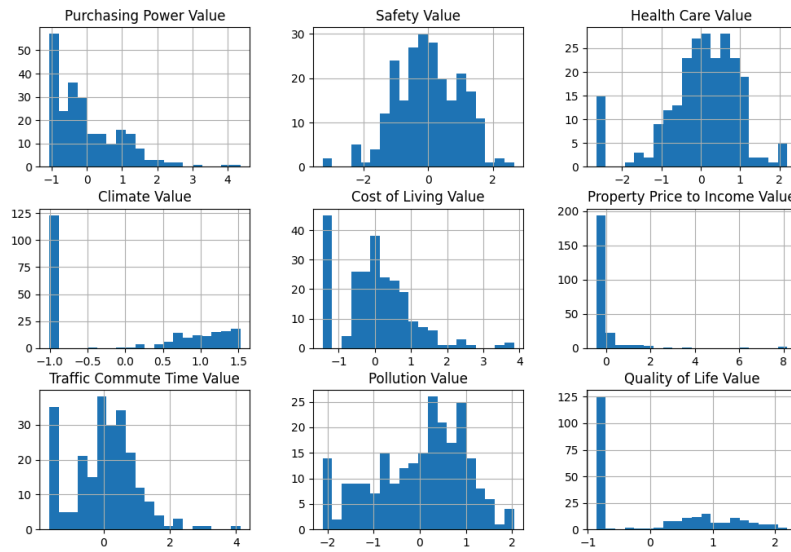 Purchasing Power Value
Safety Value
Health Care Value
50
40
30
20
10
0
-1 0 1 2 3 4
30
20
10
0
-2 0 2
25
20
15
10
5
0
-2 -1 0 1 2
Climate Value
Cost of Living Value
Property Price to Income Value
125
100
75
50
25
0
-1.0 -0.5 0.0 0.5 1.0 1.5
40
30
20
10
0
-1 0 1 2 3 4
200
150
100
50
0
0 2 4 6 8
Traffic Commute Time Value
Pollution Value
Quality of Life Value
30
20
10
0
0 2 4
25
20
15
10
5
0
-2 -1 0 1 2
125
100
75
50
25
0
-1 0 1 2